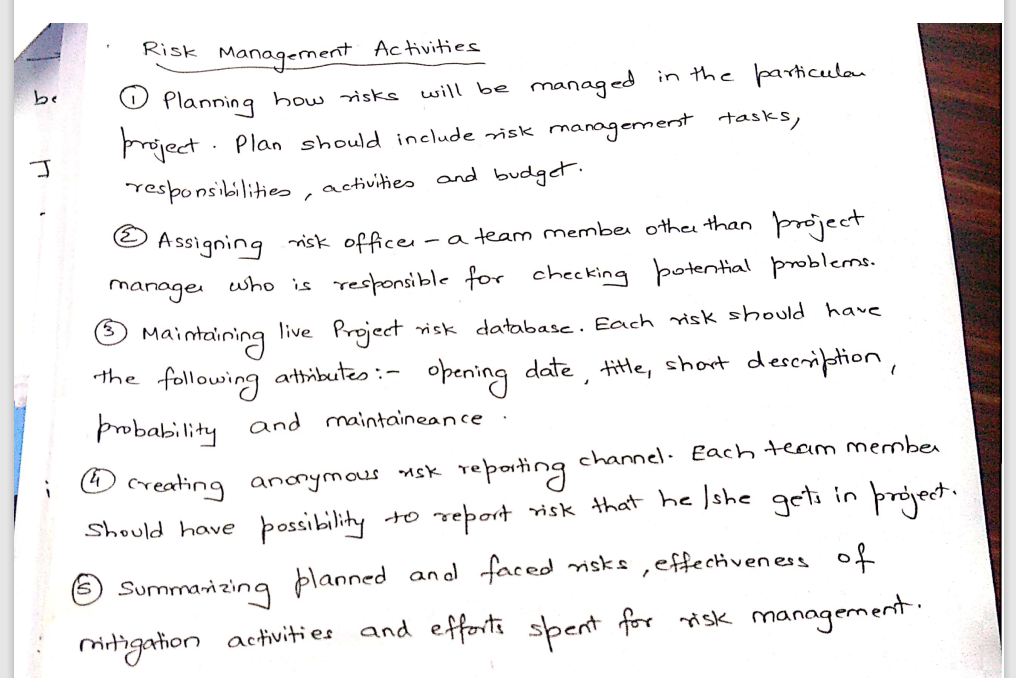 Risk Management Activities
be
① Planning how risks will be managed in the particular
project. Plan should include risk management tasks,
responsibilities, activities and budget.
② Assigning risk officer - a team member other than project
manager who is responsible for checking potential problems.
③ Maintaining live Project risk database. Each risk should have
the following attributes :- opening date, title, short description,
probability and maintaineance.
④ Creating anonymous risk reporting channel. Each team member
Should have possibility to report risk that he/she gets in project.
⑤ Summarizing planned and faced risks, effectiveness of
mitigation activities and efforts spent for risk management.